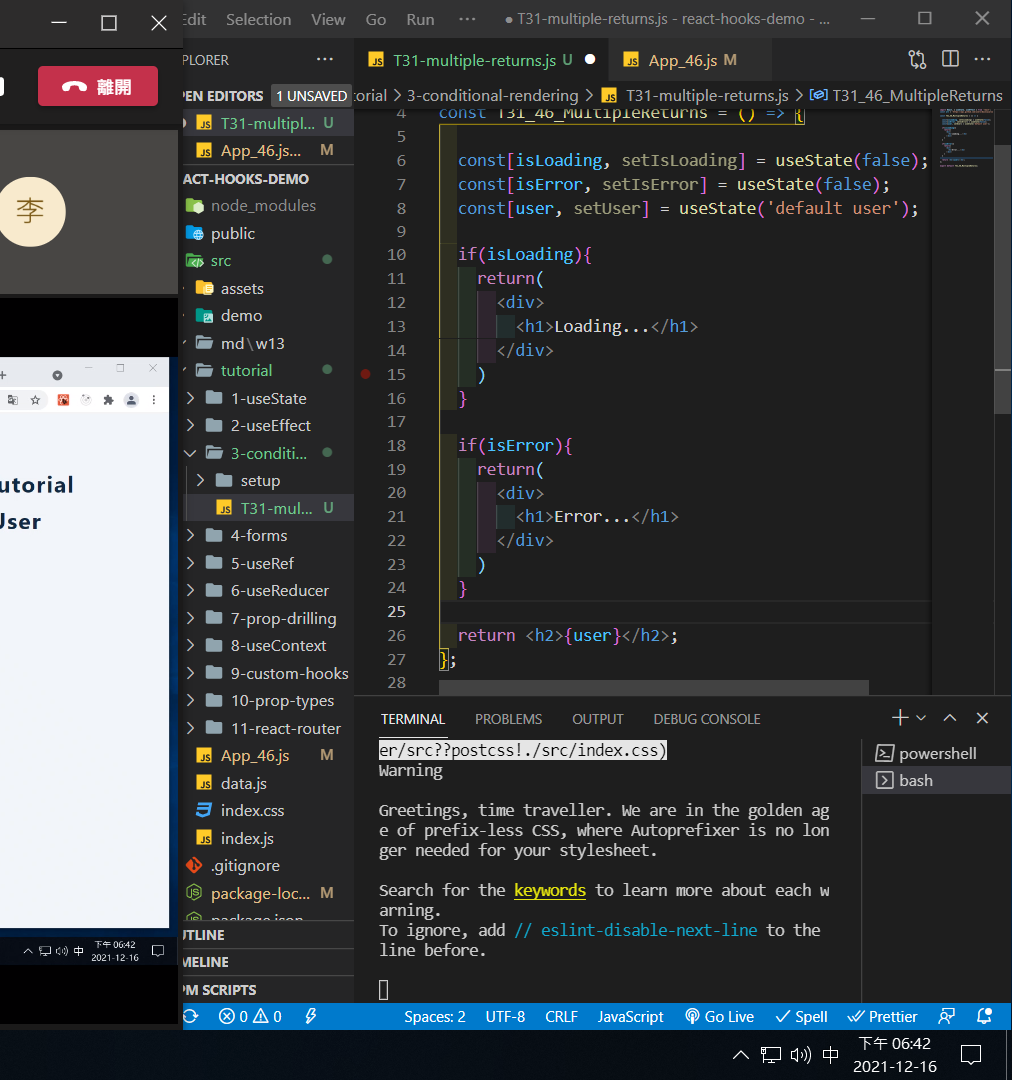 Edit Selection View Go Run ··· ● T31-multiple-returns.js - react-hooks-demo - ...
離開
李
utorial
User
下午 06:42
中
2021-12-16
PLORER ···
EN EDITORS 1 UNSAVED
T31-multipl... U
App_46.js... M
ACT-HOOKS-DEMO
node_modules
public
src
assets
demo
md\w13
tutorial
1-useState
2-useEffect
3-conditi...
setup
T31-mul... U
4-forms
5-useRef
6-useReducer
7-prop-drilling
8-useContext
9-custom-hooks
10-prop-types
11-react-router
App_46.js M
data.js
index.css
index.js
.gitignore
package-loc... M
package.json
UTLINE
MELINE
PM SCRIPTS
T31-multiple-returns.js U ●
App_46.js M
orial > 3-conditional-rendering > T31-multiple-returns.js > T31_46_MultipleReturns
4 const T31_46_MultipleReturns = () => {
5
6 const[isLoading, setIsLoading] = useState(false);
7 const[isError, setIsError] = useState(false);
8 const[user, setUser] = useState('default user');
9
10 if(isLoading){
11 return(
12 <div>
13 <h1>Loading...</h1>
14 </div>
15 )
16 }
17
18 if(isError){
19 return(
20 <div>
21 <h1>Error...</h1>
22 </div>
23 )
24 }
25
26 return <h2>{user}</h2>;
27 };
28
TERMINAL PROBLEMS OUTPUT DEBUG CONSOLE
er/src??postcss!./src/index.css)
Warning
Greetings, time traveller. We are in the golden ag
e of prefix-less CSS, where Autoprefixer is no lon
ger needed for your stylesheet.
Search for the keywords to learn more about each w
arning.
To ignore, add // eslint-disable-next-line to the
line before.
powershell
bash
0 0 Spaces: 2 UTF-8 CRLF JavaScript Go Live Spell Prettier
中
下午 06:42
2021-12-16